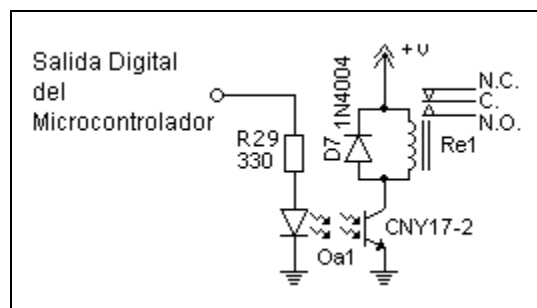 Salida Digital
del
Microcontrolador
R29
330
D7
1N4004
+V
N.C.
C.
N.O.
Re1
CNY17-2
Oa1